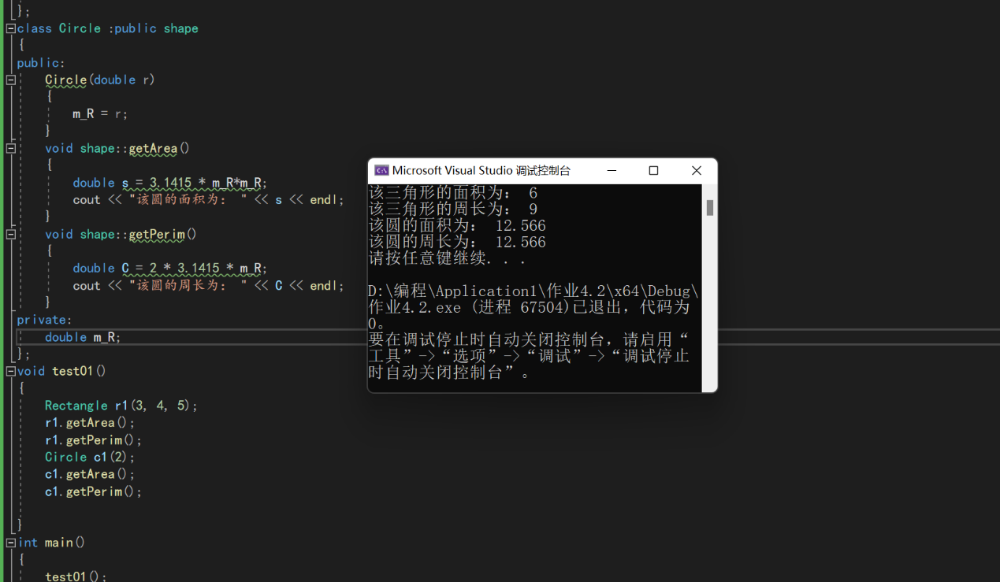 };
class Circle :public shape
{
public:
Circle(double r)
{
m_R = r;
}
void shape::getArea()
{
double s = 3.1415 * m_R*m_R;
cout << "该圆的面积为： " << s << endl;
}
void shape::getPerim()
{
double C = 2 * 3.1415 * m_R;
cout << "该圆的周长为： " << C << endl;
}
private:
double m_R;
};
void test01()
{
Rectangle r1(3, 4, 5);
r1.getArea();
r1.getPerim();
Circle c1(2);
c1.getArea();
c1.getPerim();
}
int main()
{
test01();
Microsoft Visual Studio 调试控制台
该三角形的面积为： 6
该三角形的周长为： 9
该圆的面积为： 12.566
该圆的周长为： 12.566
请按任意键继续. . .
D:\编程\Application1\作业4.2\x64\Debug\
作业4.2.exe (进程 67504)已退出，代码为
0。
要在调试停止时自动关闭控制台，请启用“
工具”->“选项”->“调试”->“调试停止
时自动关闭控制台”。